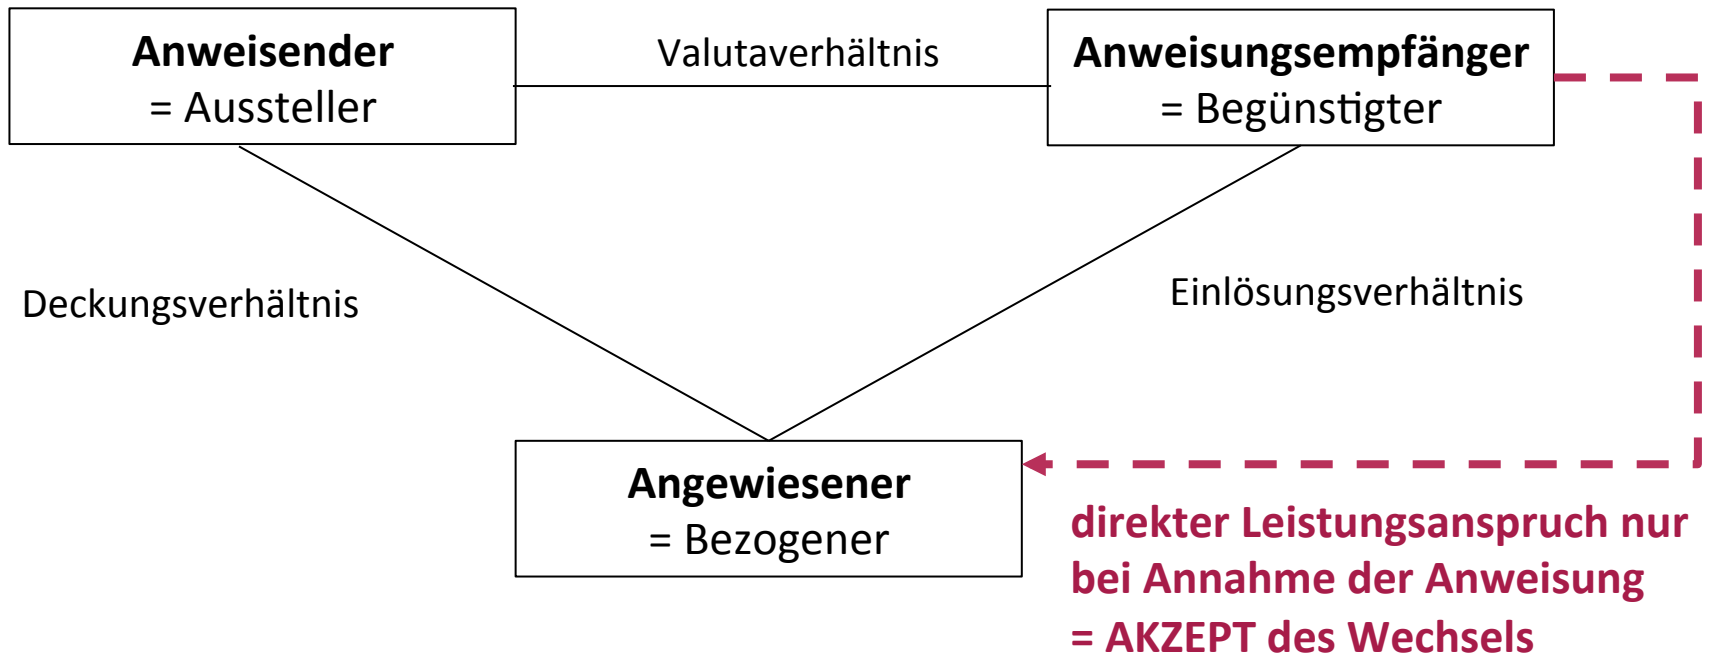 Anweisender
= Aussteller
Valutaverhältnis
Anweisungsempfänger
= Begünstigter
Deckungsverhältnis
Einlösungsverhältnis
Angewiesener
= Bezogener
direkter Leistungsanspruch nur
bei Annahme der Anweisung
= AKZEPT des Wechsels